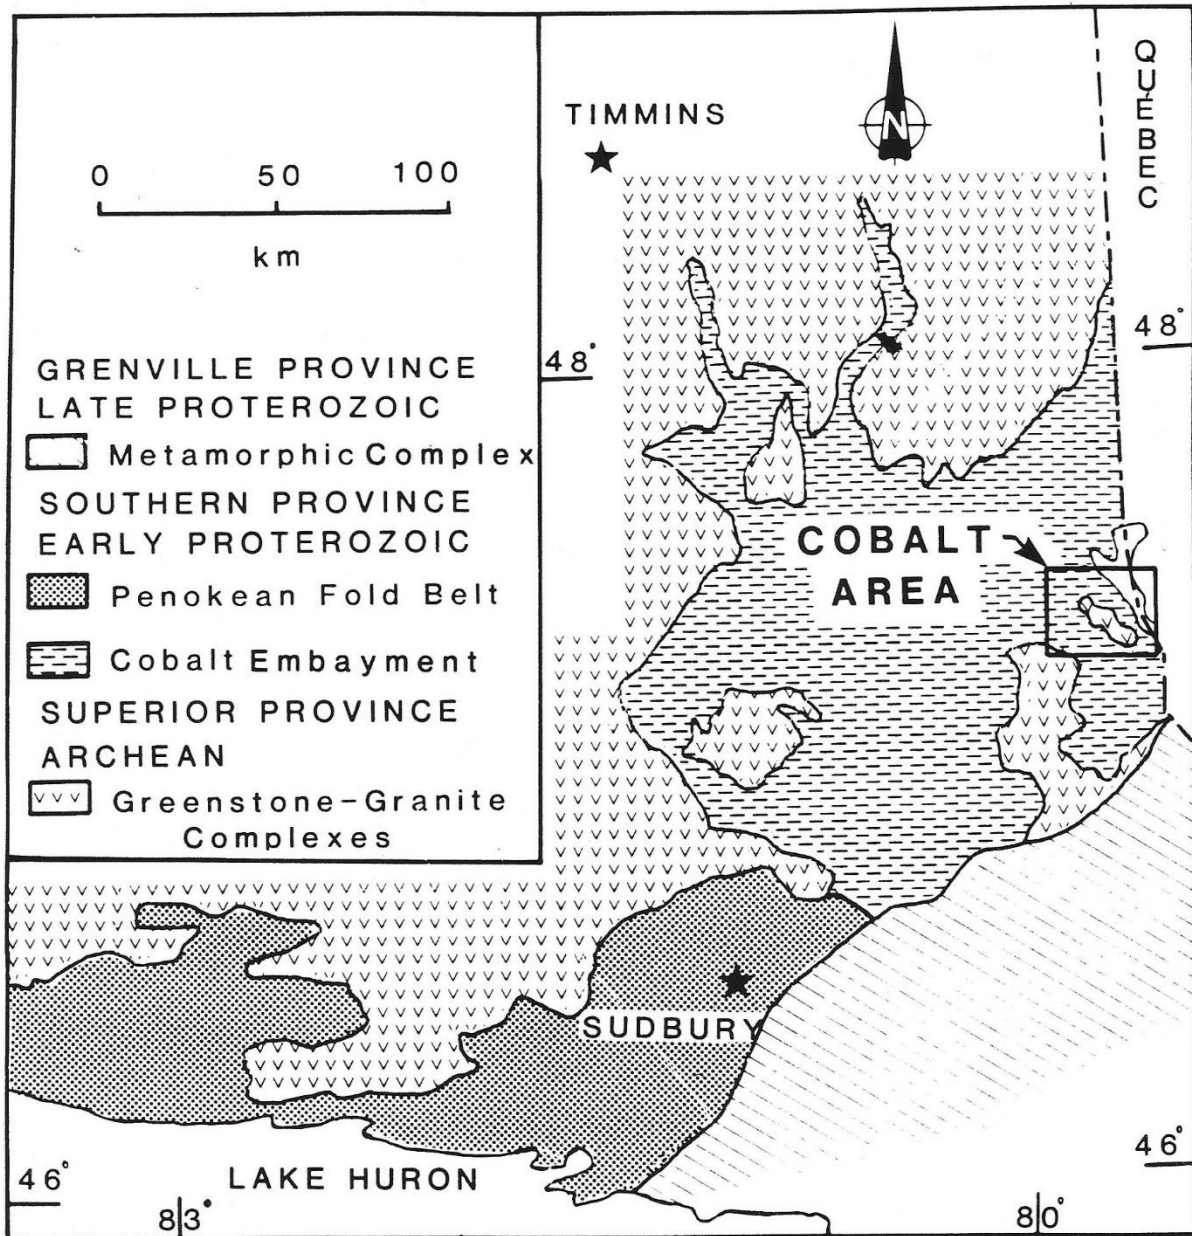 0 50 100
km
GRENVILLE PROVINCE
LATE PROTEROZOIC
Metamorphic Complex
SOUTHERN PROVINCE
EARLY PROTEROZOIC
Penokean Fold Belt
Cobalt Embayment
SUPERIOR PROVINCE
ARCHEAN
Greenstone-Granite
Complexes
TIMMINS
N
QUEBEC
48°
48°
COBALT
AREA
SUDBURY
LAKE HURON
46°
46°
83°
80°